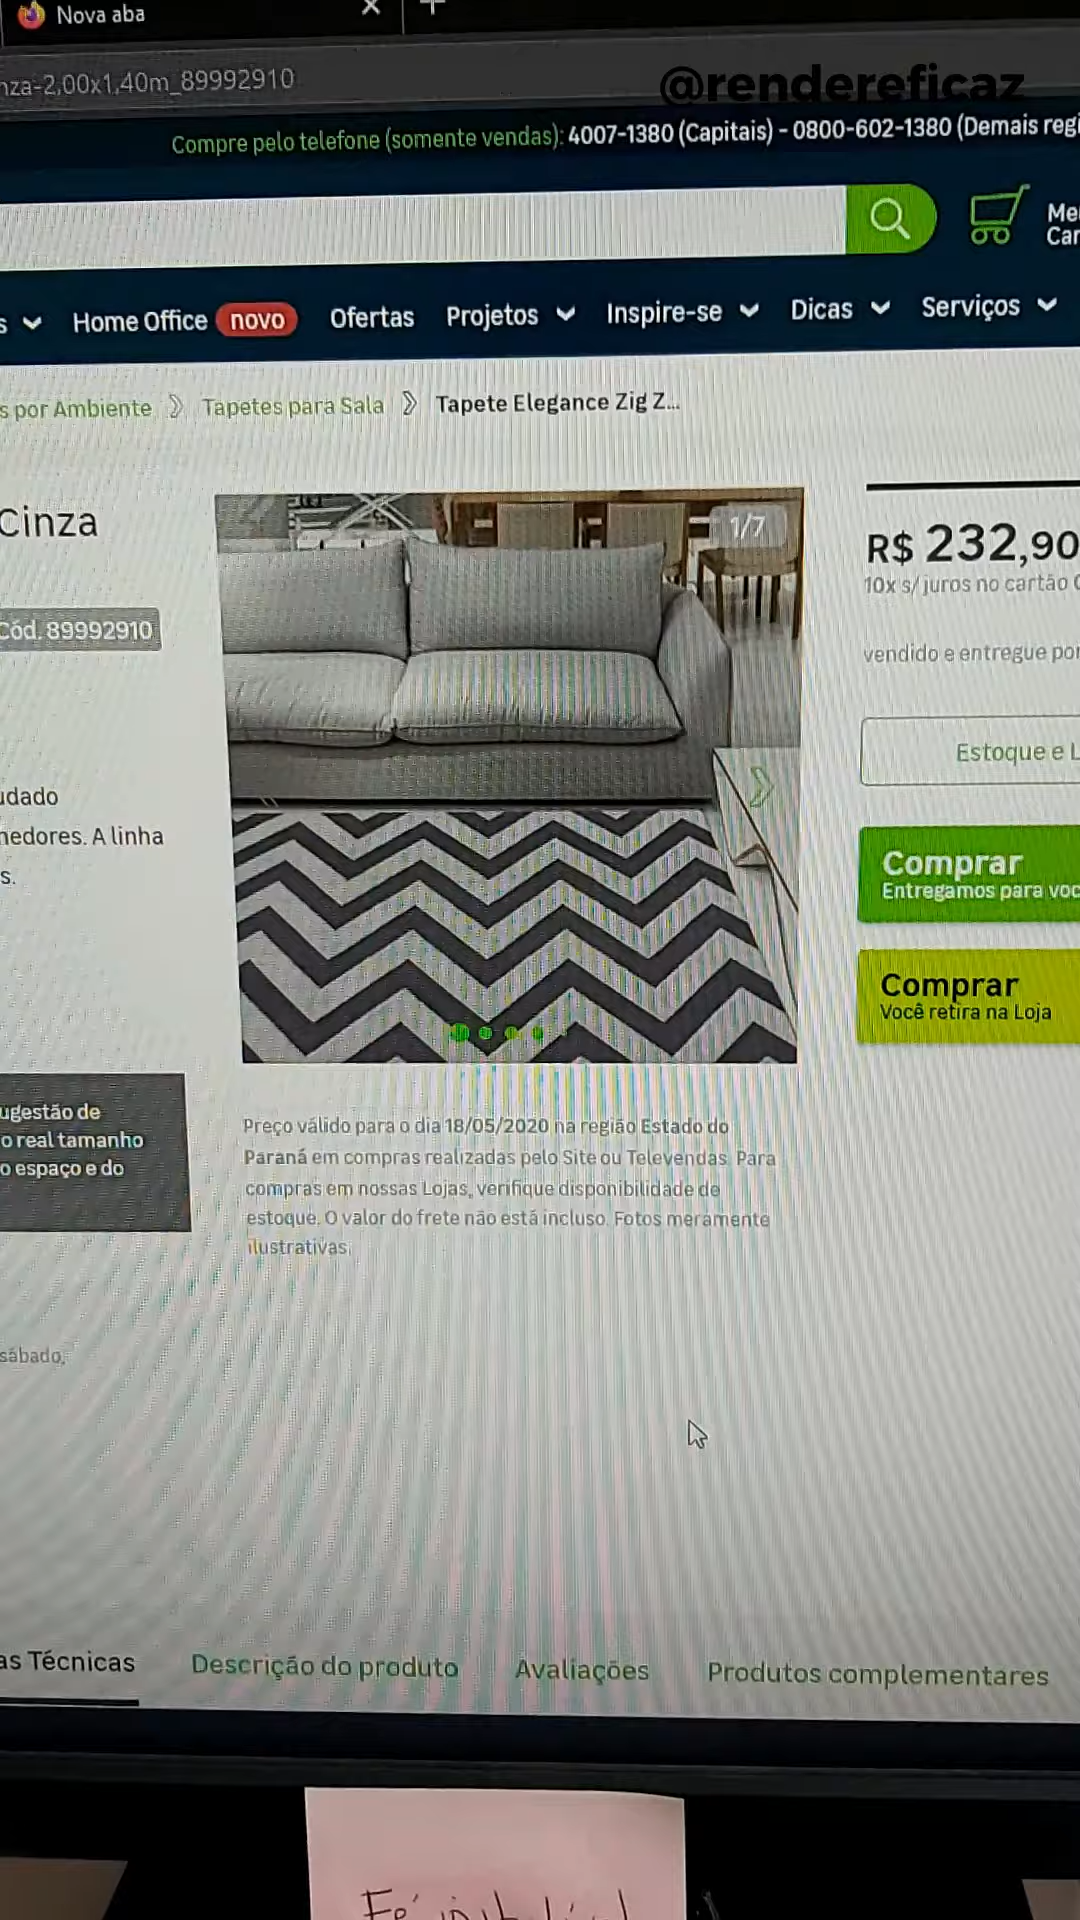 Nova aba
nza-2,00x1,40m_89992910
@rendereficaz
Compre pelo telefone (somente vendas): 4007-1380 (Capitais) - 0800-602-1380 (Demais regi
Me
Car
s Home Office novo Ofertas Projetos Inspire-se Dicas Serviços
s por Ambiente Tapetes para Sala Tapete Elegance Zig Z...
Cinza
Cód. 89992910
udado
hedores. A linha
s.
1/7
R$ 232,90
10x s/ juros no cartão
vendido e entregue por
Estoque e L
Comprar
Entregamos para voc
Comprar
Você retira na Loja
ugestão de
o real tamanho
o espaço e do
Preço válido para o dia 18/05/2020 na região Estado do
Paraná em compras realizadas pelo Site ou Televendas. Para
compras em nossas Lojas, verifique disponibilidade de
estoque. O valor do frete não está incluso. Fotos meramente
ilustrativas.
sábado,
as Técnicas Descrição do produto Avaliações Produtos complementares